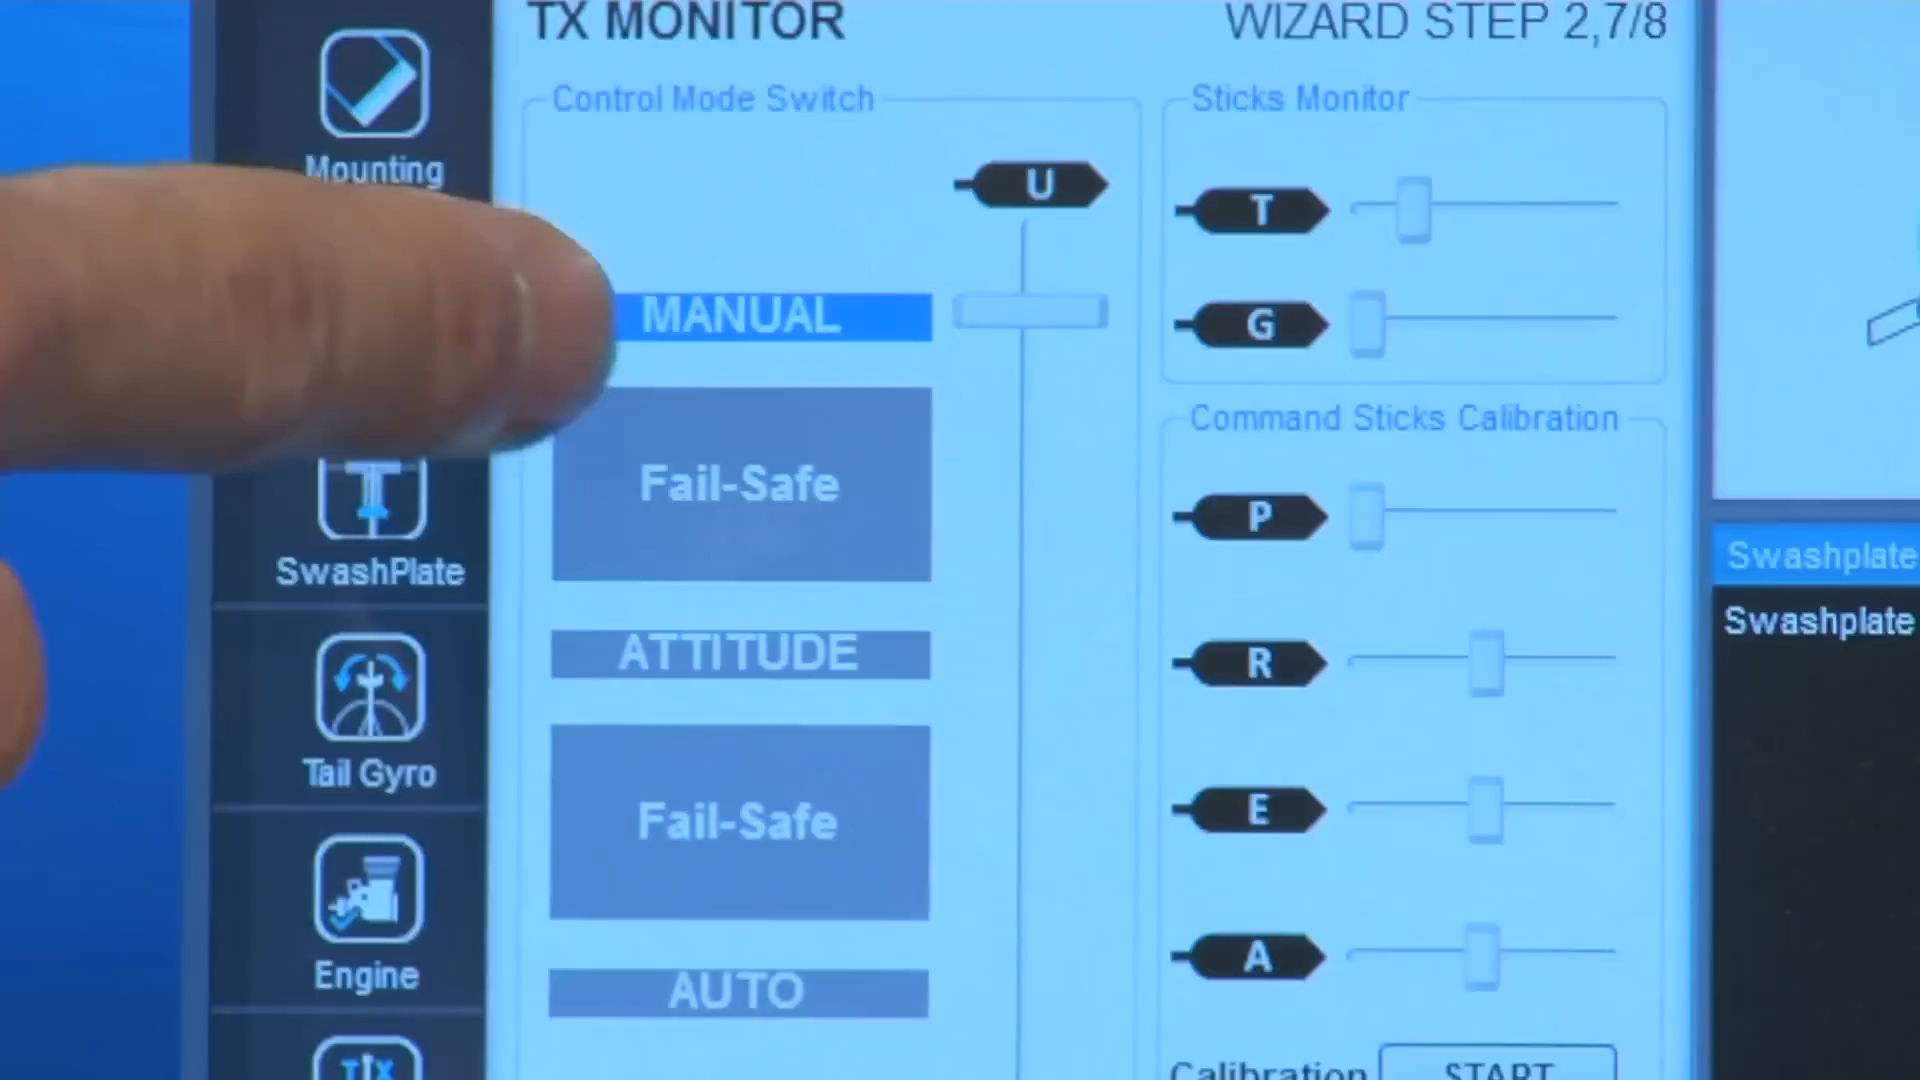 TX MONITOR
WIZARD STEP 2,7/8
Mounting
SwashPlate
Tail Gyro
Engine
TX
Control Mode Switch
U
MANUAL
Fail-Safe
ATTITUDE
Fail-Safe
AUTO
Sticks Monitor
T
G
Command Sticks Calibration
P
R
E
A
Calibration
START
Swashplate
Swashplate